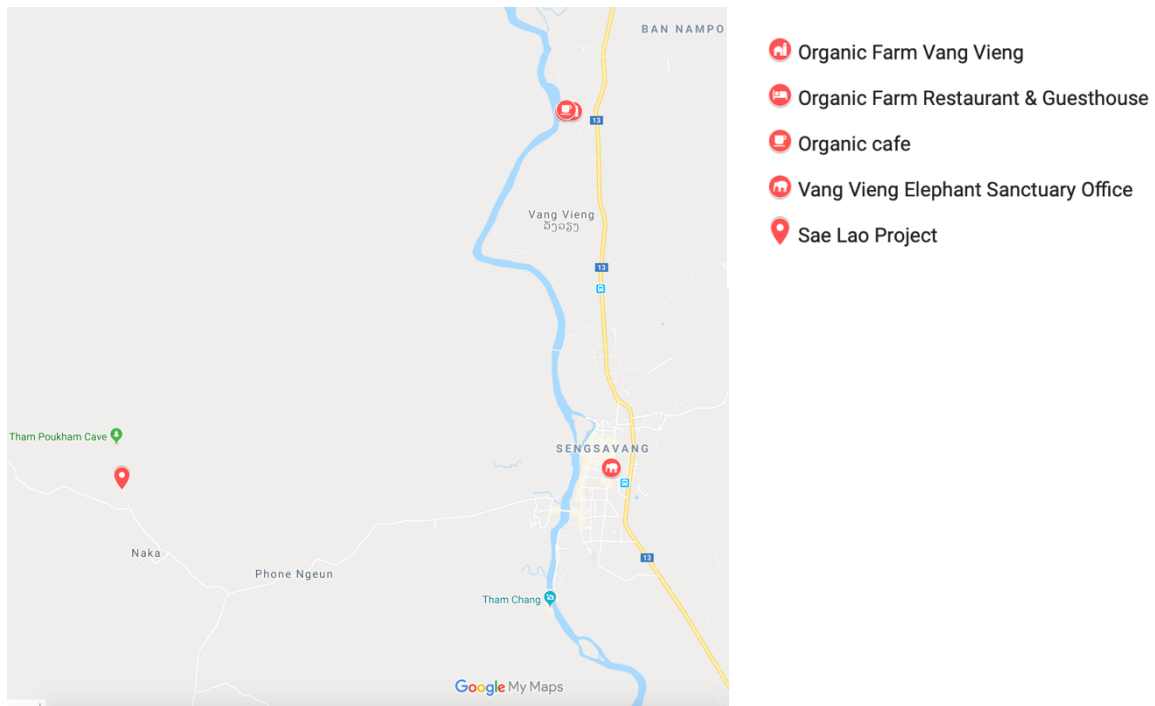 BAN NAMPO
13
Vang Vieng
ວັງວຽງ
13
Tham Poukham Cave
SENGSAVANG
Naka
13
Phone Ngeun
Tham Chang
Google My Maps
Organic Farm Vang Vieng
Organic Farm Restaurant & Guesthouse
Organic cafe
Vang Vieng Elephant Sanctuary Office
Sae Lao Project